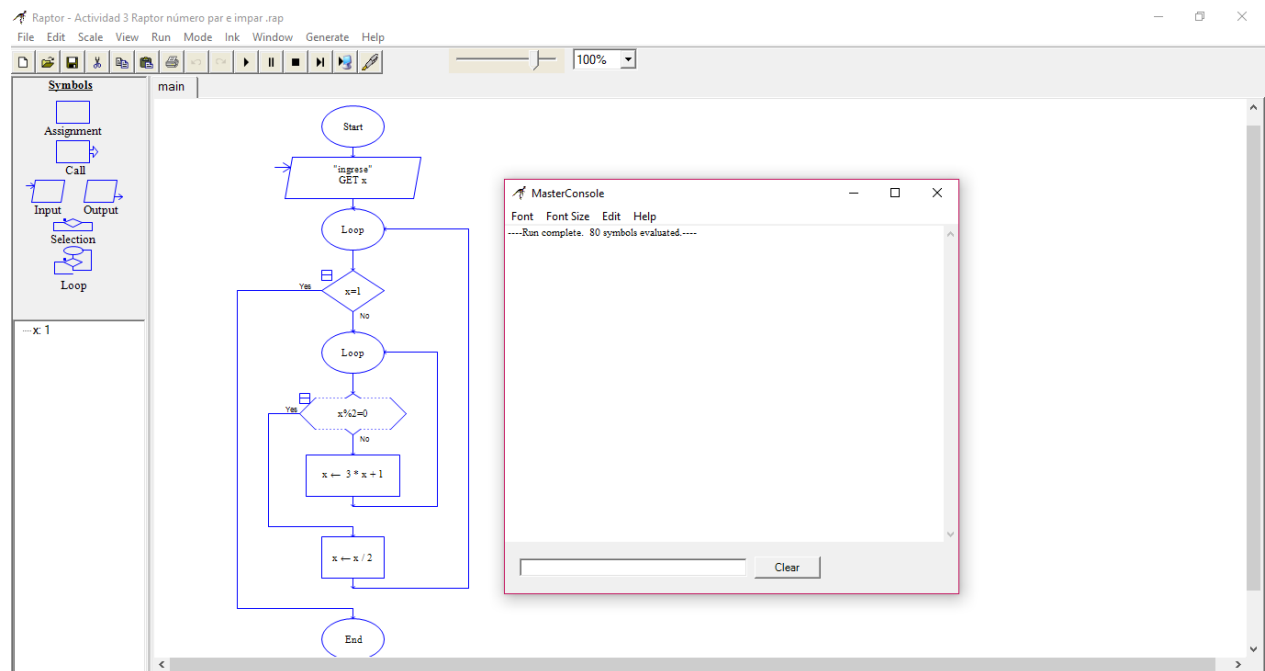 Raptor - Actividad 3 Raptor número par e impar .rap
File Edit Scale View Run Mode Ink Window Generate Help
100%
Symbols
Assignment
Call
Input Output
Selection
Loop
x: 1
main
Start
"ingrese"
GET x
Loop
Yes
x=1
No
Loop
Yes
x%2=0
No
x ← 3 * x + 1
x ← x / 2
End
MasterConsole
Font Font Size Edit Help
----Run complete. 80 symbols evaluated.----
Clear